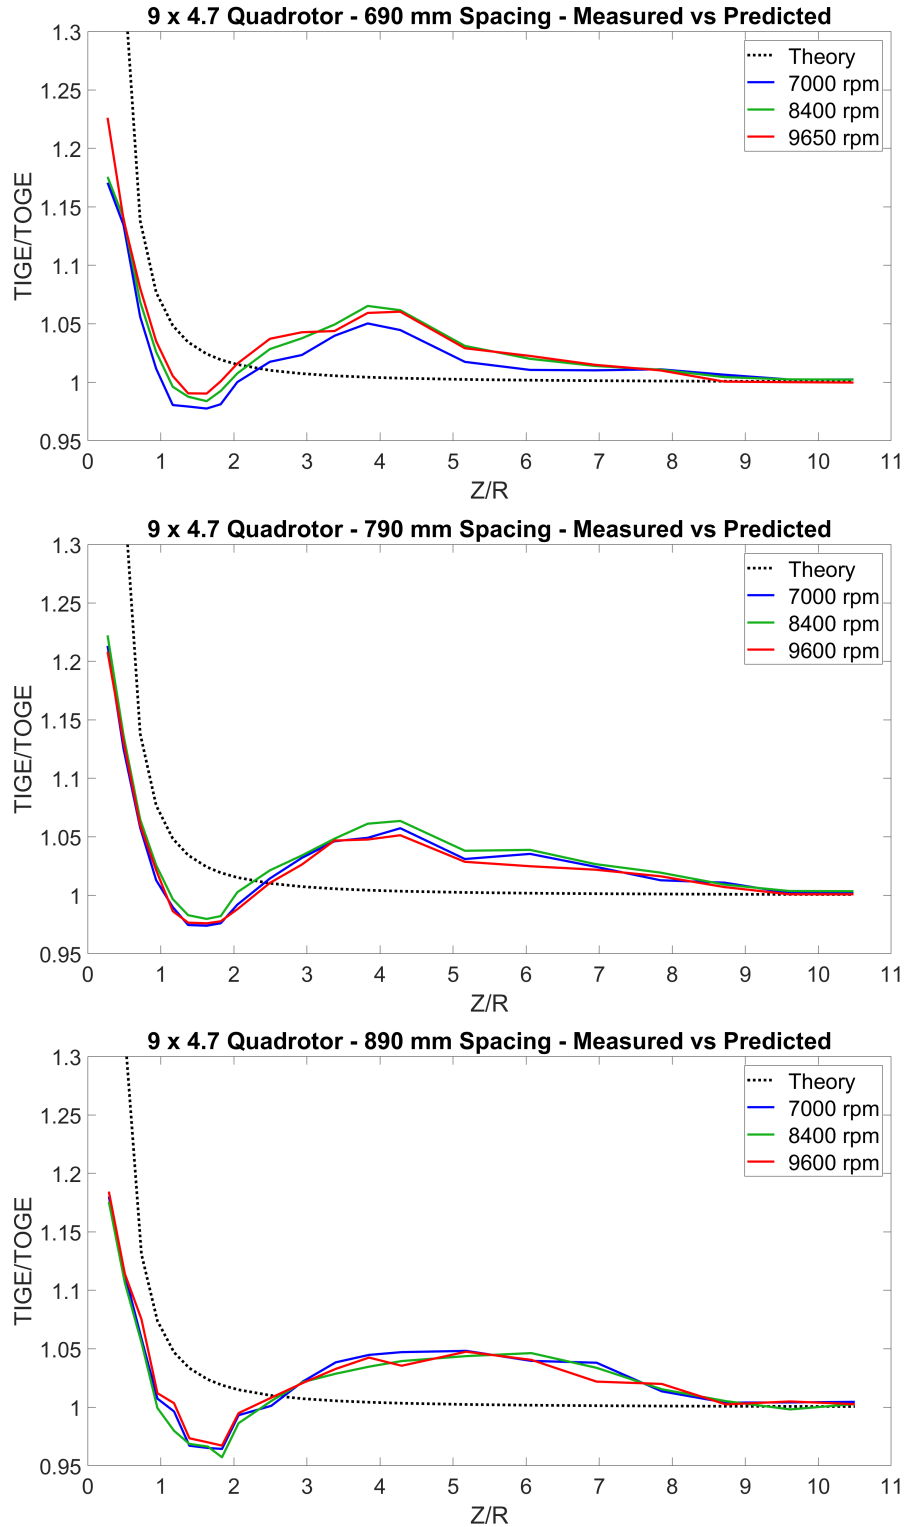 9 x 4.7 Quadrotor - 690 mm Spacing - Measured vs Predicted
1.3
1.25
1.2
1.15
1.1
1.05
1
0.95
TIGE/TOGE
Theory
7000 rpm
8400 rpm
9650 rpm
0 1 2 3 4 5 6 7 8 9 10 11
Z/R
9 x 4.7 Quadrotor - 790 mm Spacing - Measured vs Predicted
1.3
1.25
1.2
1.15
1.1
1.05
1
0.95
TIGE/TOGE
Theory
7000 rpm
8400 rpm
9600 rpm
0 1 2 3 4 5 6 7 8 9 10 11
Z/R
9 x 4.7 Quadrotor - 890 mm Spacing - Measured vs Predicted
1.3
1.25
1.2
1.15
1.1
1.05
1
0.95
TIGE/TOGE
Theory
7000 rpm
8400 rpm
9600 rpm
0 1 2 3 4 5 6 7 8 9 10 11
Z/R